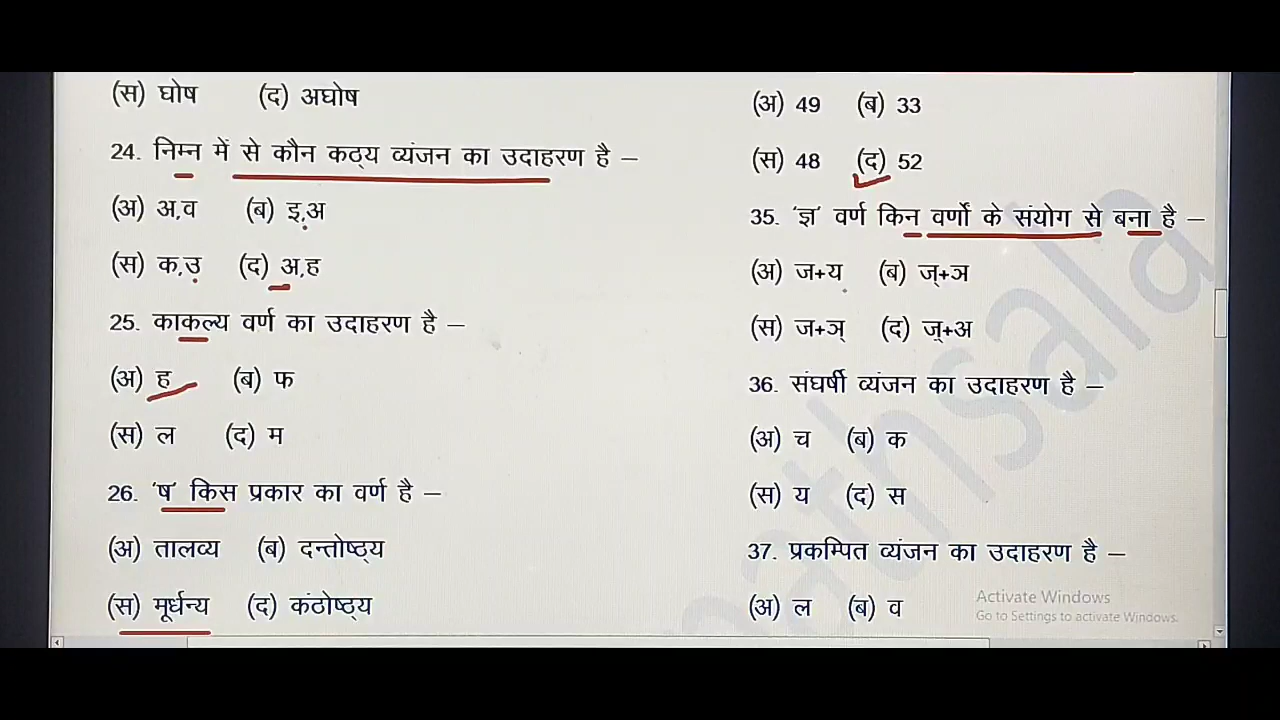 (स) घोष (द) अघोष
24. निम्न में से कौन कठ्य व्यंजन का उदाहरण है –
(अ) अ,व (ब) इ,अ
(स) क,उ (द) अ,ह
25. काकल्य वर्ण का उदाहरण है –
(अ) ह (ब) फ
(स) ल (द) म
26. 'ष' किस प्रकार का वर्ण है –
(अ) तालव्य (ब) दन्तोष्ठ्य
(स) मूर्धन्य (द) कंठोष्ठ्य
(अ) 49 (ब) 33
(स) 48 (द) 52
35. 'ज्ञ' वर्ण किन वर्णों के संयोग से बना है –
(अ) ज+य (ब) ज्+ञ
(स) ज+ञ् (द) ज्+अ
36. संघर्षी व्यंजन का उदाहरण है –
(अ) च (ब) क
(स) य (द) स
37. प्रकम्पित व्यंजन का उदाहरण है –
(अ) ल (ब) व
Activate Windows
Go to Settings to activate Windows.
athsala